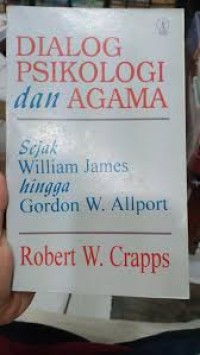 DIALOG
PSIKOLOGI
dan AGAMA
Sejak
William James
hingga
Gordon W. Allport
Robert W. Crapps